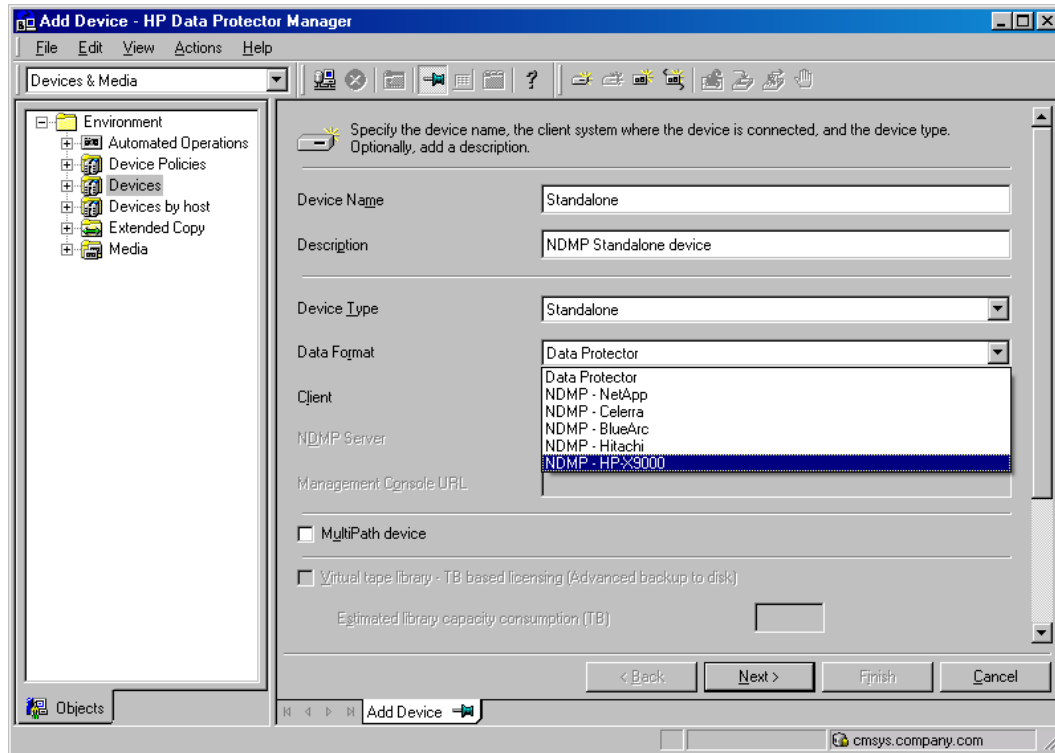 Add Device - HP Data Protector Manager
File Edit View Actions Help
Devices & Media
Environment
Automated Operations
Device Policies
Devices
Devices by host
Extended Copy
Media
Specify the device name, the client system where the device is connected, and the device type.
Optionally, add a description.
Device Name Standalone
Description NDMP Standalone device
Device Type Standalone
Data Format Data Protector
Data Protector
NDMP - NetApp
NDMP - Celerra
NDMP - BlueArc
NDMP - Hitachi
NDMP - HP-X9000
Client
NDMP Server
Management Console URL
MultiPath device
Virtual tape library - TB based licensing (Advanced backup to disk)
Estimated library capacity consumption (TB)
< Back Next > Finish Cancel
Objects
Add Device
cmsys.company.com